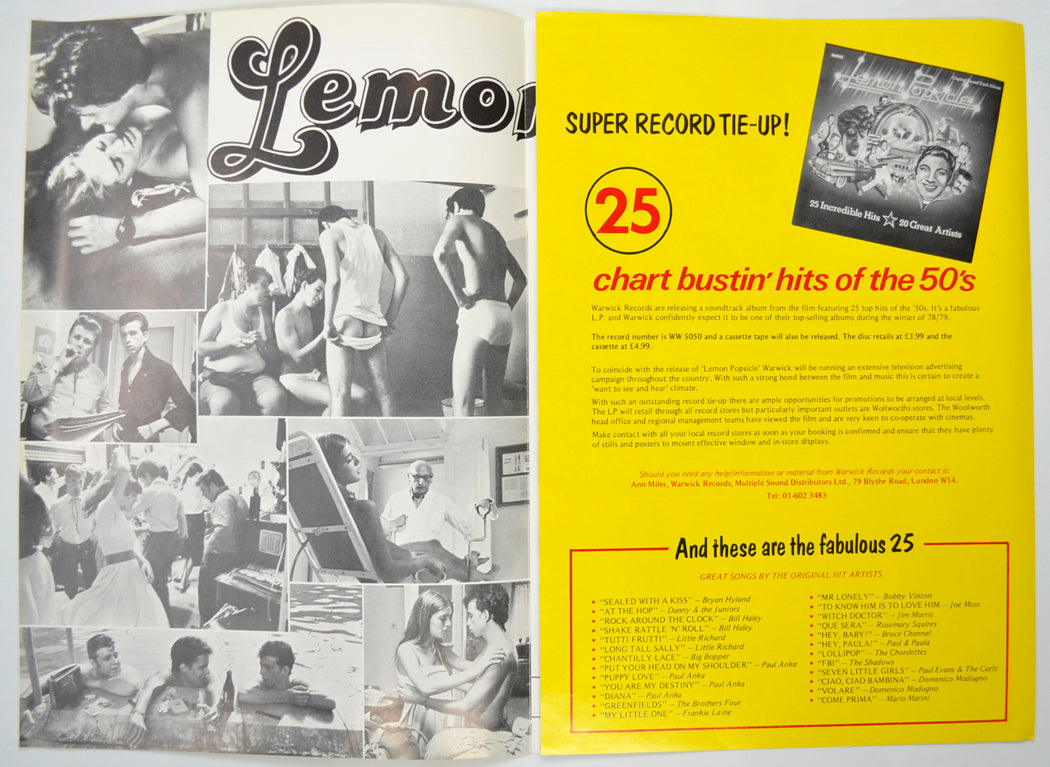 Lemon
SUPER RECORD TIE-UP!
Lemon Popsicle
25 Incredible Hits ☆ 20 Great Artists
25
chart bustin' hits of the 50's
Warwick Records are releasing a soundtrack album from the film featuring 25 top hits of the '50s. It's a fabulous
L.P. and Warwick confidently expect it to be one of their top-selling albums during the winter of 78/79.
The record number is WW 5050 and a cassette tape will also be released. The disc retails at £3.99 and the
cassette at £4.99.
To coincide with the release of 'Lemon Popsicle' Warwick will be running an extensive television advertising
campaign throughout the country. With such a strong bond between the film and music this is certain to create a
'want to see and hear' climate.
With such an outstanding record tie-up there are ample opportunities for promotions to be arranged at local levels.
The LP will retail through all record stores but particularly important outlets are Wollworths stores. The Woolworth
head office and regional management teams have viewed the film and are very keen to co-operate with cinemas.
Make contact with all your local record stores as soon as your booking is confirmed and ensure that they have plenty
of stills and posters to mount effective window and in-store displays.
Should you need any help/information or material from Warwick Records your contact is:
Ann Miles, Warwick Records, Multiple Sound Distributors Ltd., 79 Blythe Road, London W14.
Tel: 01-602 3483
And these are the fabulous 25
GREAT SONGS BY THE ORIGINAL HIT ARTISTS
• "SEALED WITH A KISS" – Bryan Hyland
• "AT THE HOP" – Danny & the Juniors
• "ROCK AROUND THE CLOCK" – Bill Haley
• "SHAKE RATTLE 'N' ROLL" – Bill Haley
• "TUTTI FRUTTI" – Little Richard
• "LONG TALL SALLY" – Little Richard
• "CHANTILLY LACE" – Big Bopper
• "PUT YOUR HEAD ON MY SHOULDER" – Paul Anka
• "PUPPY LOVE" – Paul Anka
• "YOU ARE MY DESTINY" – Paul Anka
• "DIANA" – Paul Anka
• "GREENFIELDS" – The Brothers Four
• "MY LITTLE ONE" – Frankie Laine
• "MR LONELY" – Bobby Vinton
• "TO KNOW HIM IS TO LOVE HIM – Joe Moss
• "WITCH DOCTOR" – Jim Morris
• "QUE SERA" – Rosemary Squires
• "HEY, BABY!" – Bruce Channel
• "HEY, PAULA!" – Paul & Paula
• "LOLLIPOP" – The Chordettes
• "FBI" – The Shadows
• "SEVEN LITTLE GIRLS" – Paul Evans & The Curls
• "CIAO, CIAO BAMBINA" – Domenico Modugno
• "VOLARE" – Domenico Modugno
• "COME PRIMA" – Mario Marini